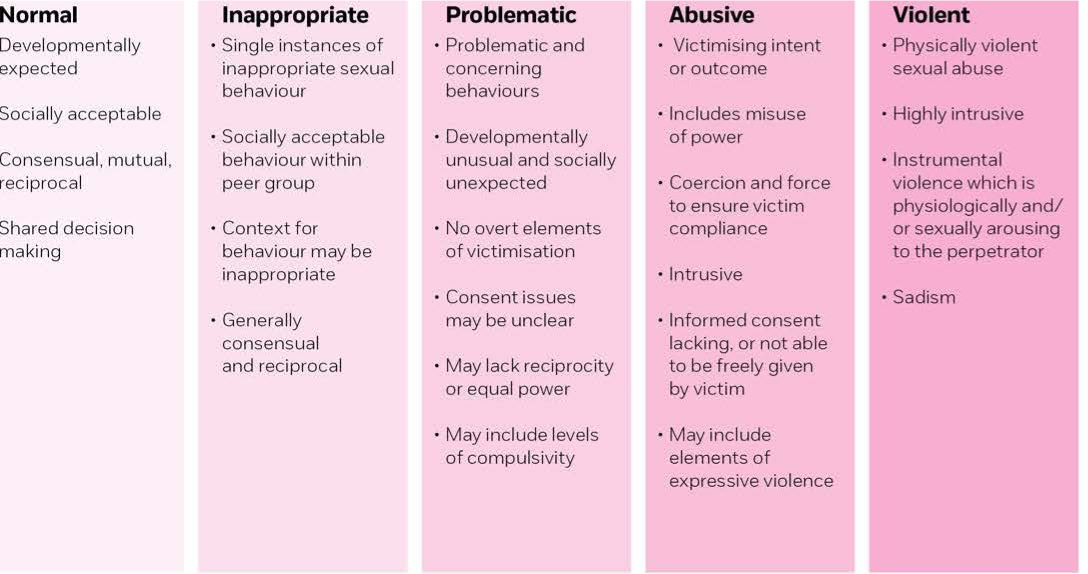 Normal
Developmentally
expected
Socially acceptable
Consensual, mutual,
reciprocal
Shared decision
making
Inappropriate
• Single instances of
inappropriate sexual
behaviour
• Socially acceptable
behaviour within
peer group
• Context for
behaviour may be
inappropriate
• Generally
consensual
and reciprocal
Problematic
• Problematic and
concerning
behaviours
• Developmentally
unusual and socially
unexpected
• No overt elements
of victimisation
• Consent issues
may be unclear
• May lack reciprocity
or equal power
• May include levels
of compulsivity
Abusive
• Victimising intent
or outcome
• Includes misuse
of power
• Coercion and force
to ensure victim
compliance
• Intrusive
• Informed consent
lacking, or not able
to be freely given
by victim
• May include
elements of
expressive violence
Violent
• Physically violent
sexual abuse
• Highly intrusive
• Instrumental
violence which is
physiologically and/
or sexually arousing
to the perpetrator
• Sadism